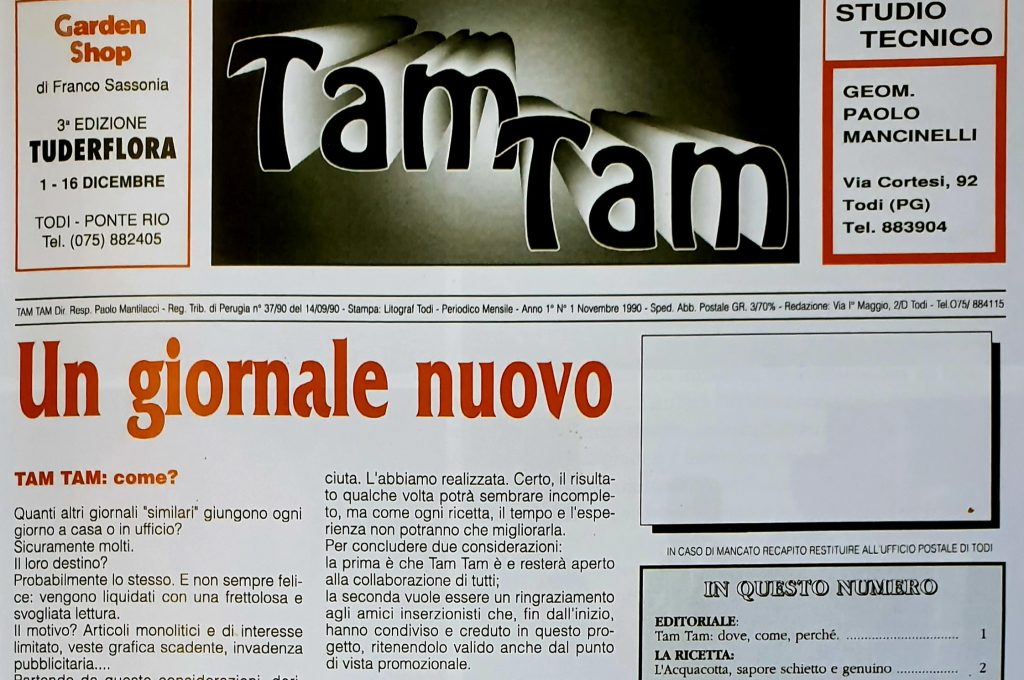 Garden
Shop
di Franco Sassonia
3ª EDIZIONE
TUDERFLORA
1 - 16 DICEMBRE
TODI - PONTE RIO
Tel. (075) 882405
Tam
Tam
STUDIO
TECNICO
GEOM.
PAOLO
MANCINELLI
Via Cortesi, 92
Todi (PG)
Tel. 883904
TAM TAM Dir. Resp. Paolo Mantilacci - Reg. Trib. di Perugia n° 37/90 del 14/09/90 - Stampa: Litograf Todi - Periodico Mensile - Anno 1° N° 1 Novembre 1990 - Sped. Abb. Postale GR. 3/70% - Redazione: Via I° Maggio, 2/D Todi - Tel.O75/ 884115
Un giornale nuovo
TAM TAM: come?
Quanti altri giornali "similari" giungono ogni
giorno a casa o in ufficio?
Sicuramente molti.
Il loro destino?
Probabilmente lo stesso. E non sempre feli-
ce: vengono liquidati con una frettolosa e
svogliata lettura.
Il motivo? Articoli monolitici e di interesse
limitato, veste grafica scadente, invadenza
pubblicitaria....
Partendo da queste considerazioni, deri-
ciuta. L'abbiamo realizzata. Certo, il risulta-
to qualche volta potrà sembrare incomple-
to, ma come ogni ricetta, il tempo e l'espe-
rienza non potranno che migliorarla.
Per concludere due considerazioni:
la prima è che Tam Tam è e resterà aperto
alla collaborazione di tutti;
la seconda vuole essere un ringraziamento
agli amici inserzionisti che, fin dall'inizio,
hanno condiviso e creduto in questo pro-
getto, ritenendolo valido anche dal punto
di vista promozionale.
IN CASO DI MANCATO RECAPITO RESTITUIRE ALL'UFFICIO POSTALE DI TODI
IN QUESTO NUMERO
EDITORIALE:
Tam Tam: dove, come, perché. .............................. 1
LA RICETTA:
L'Acquacotta, sapore schietto e genuino ................ 2